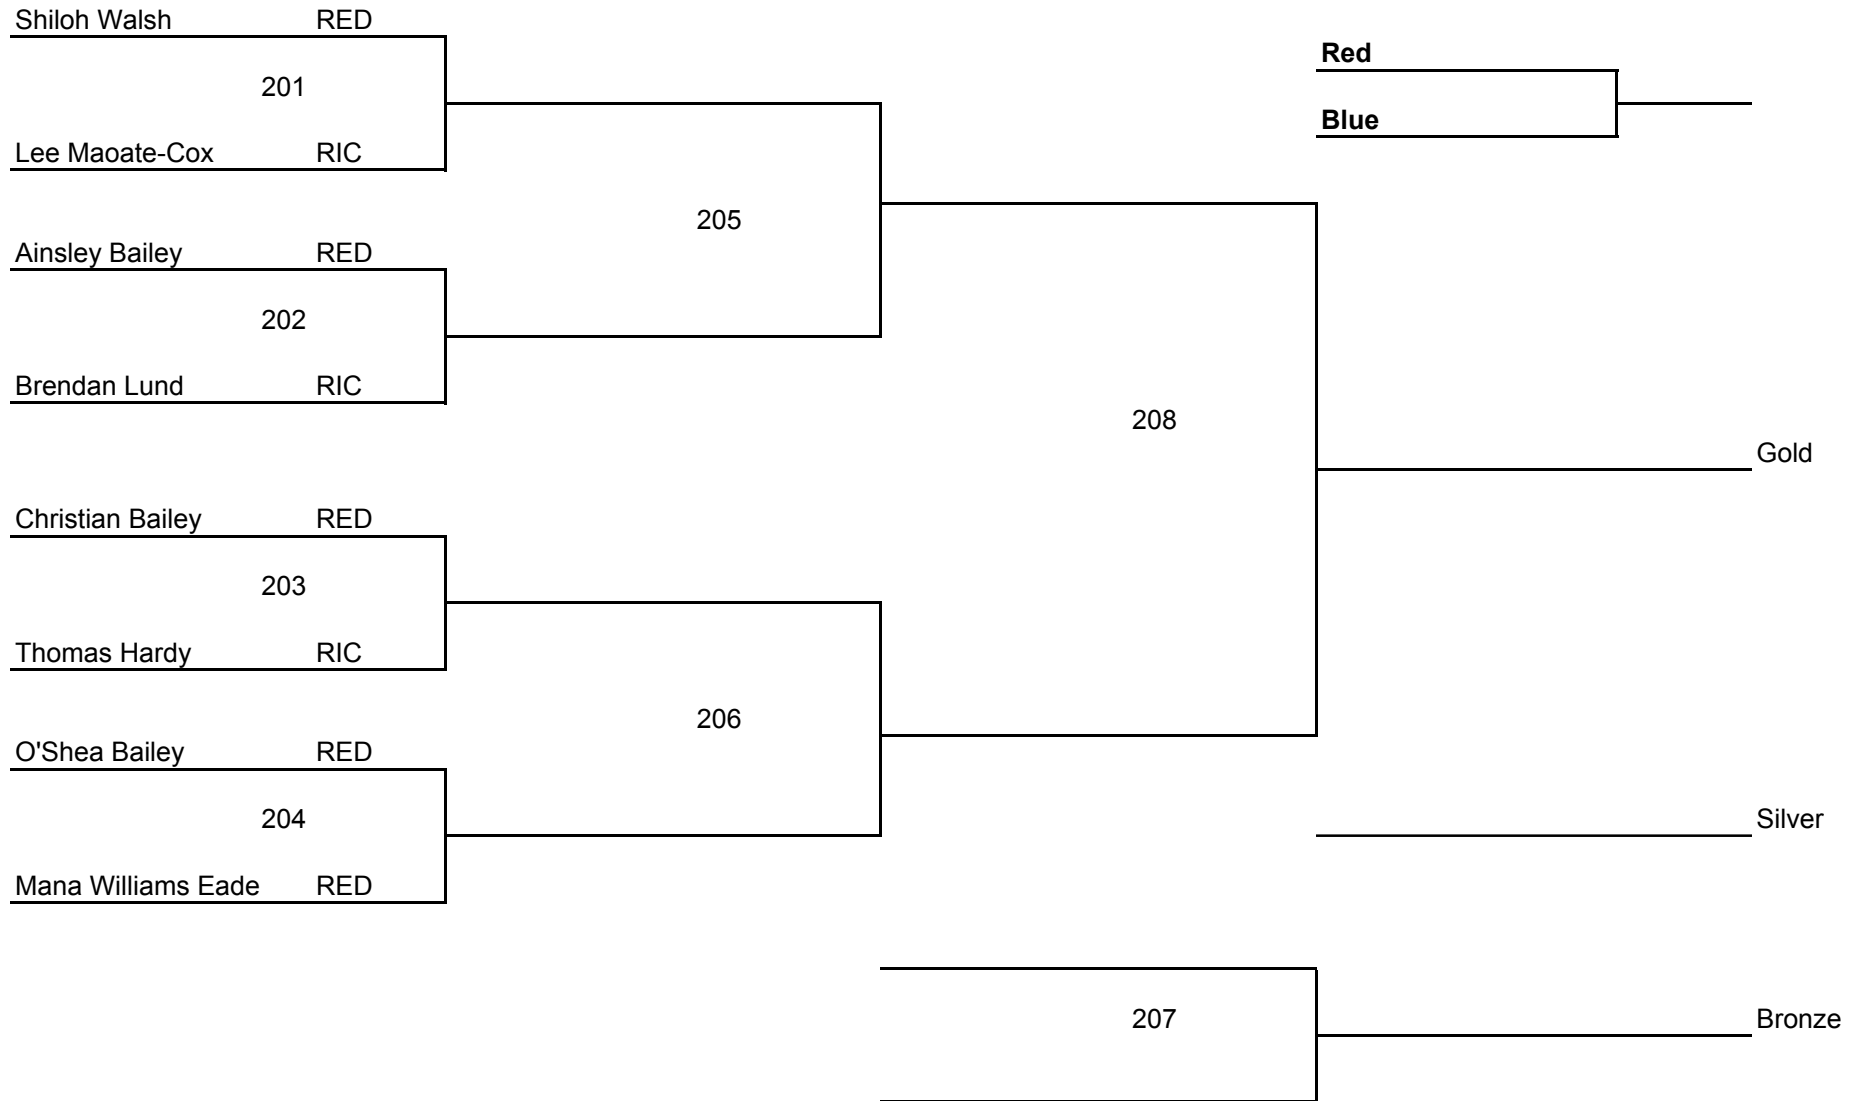 Shiloh Walsh RED
Red
201
Blue
Lee Maoate-Cox RIC
205
Ainsley Bailey RED
202
Brendan Lund RIC
208
Gold
Christian Bailey RED
203
Thomas Hardy RIC
206
O'Shea Bailey RED
204
Silver
Mana Williams Eade RED
207
Bronze